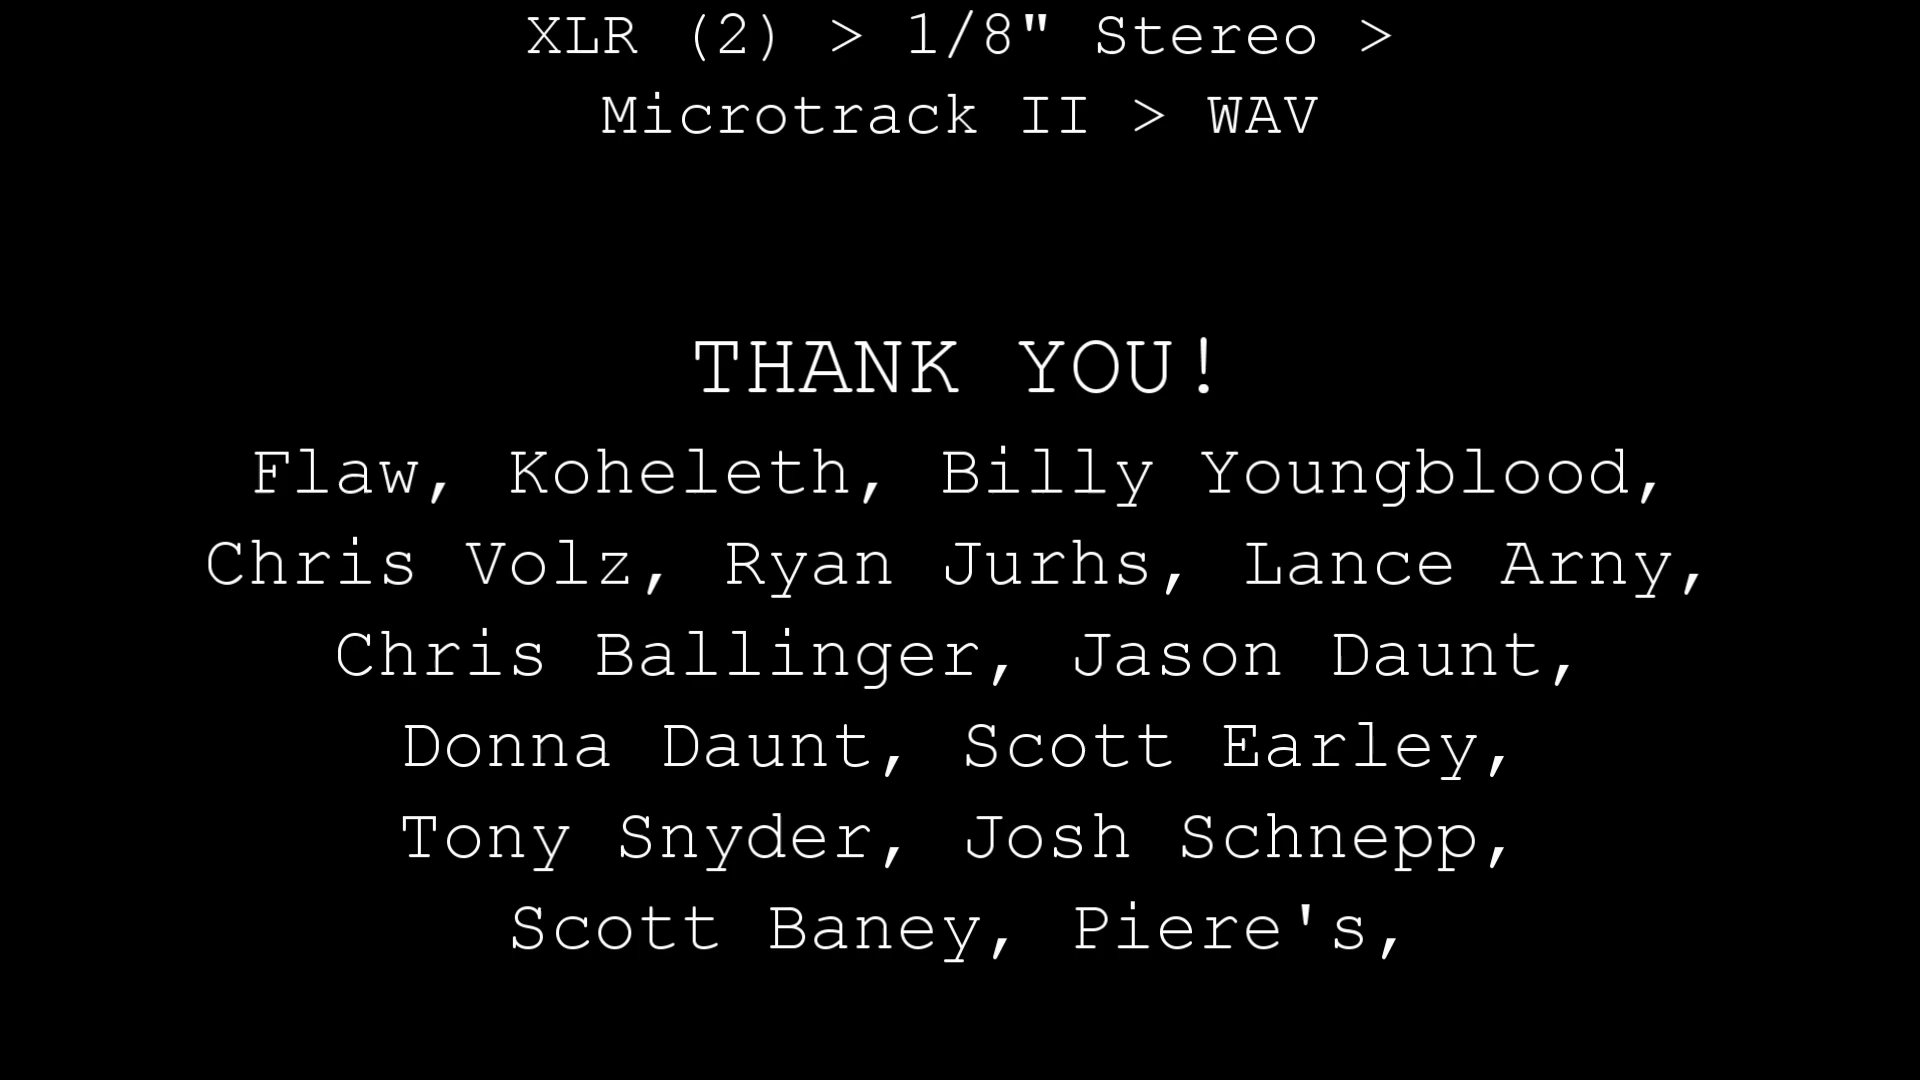 XLR (2) > 1/8" Stereo >
Microtrack II > WAV
THANK YOU!
Flaw, Koheleth, Billy Youngblood,
Chris Volz, Ryan Jurhs, Lance Arny,
Chris Ballinger, Jason Daunt,
Donna Daunt, Scott Earley,
Tony Snyder, Josh Schnepp,
Scott Baney, Piere's,